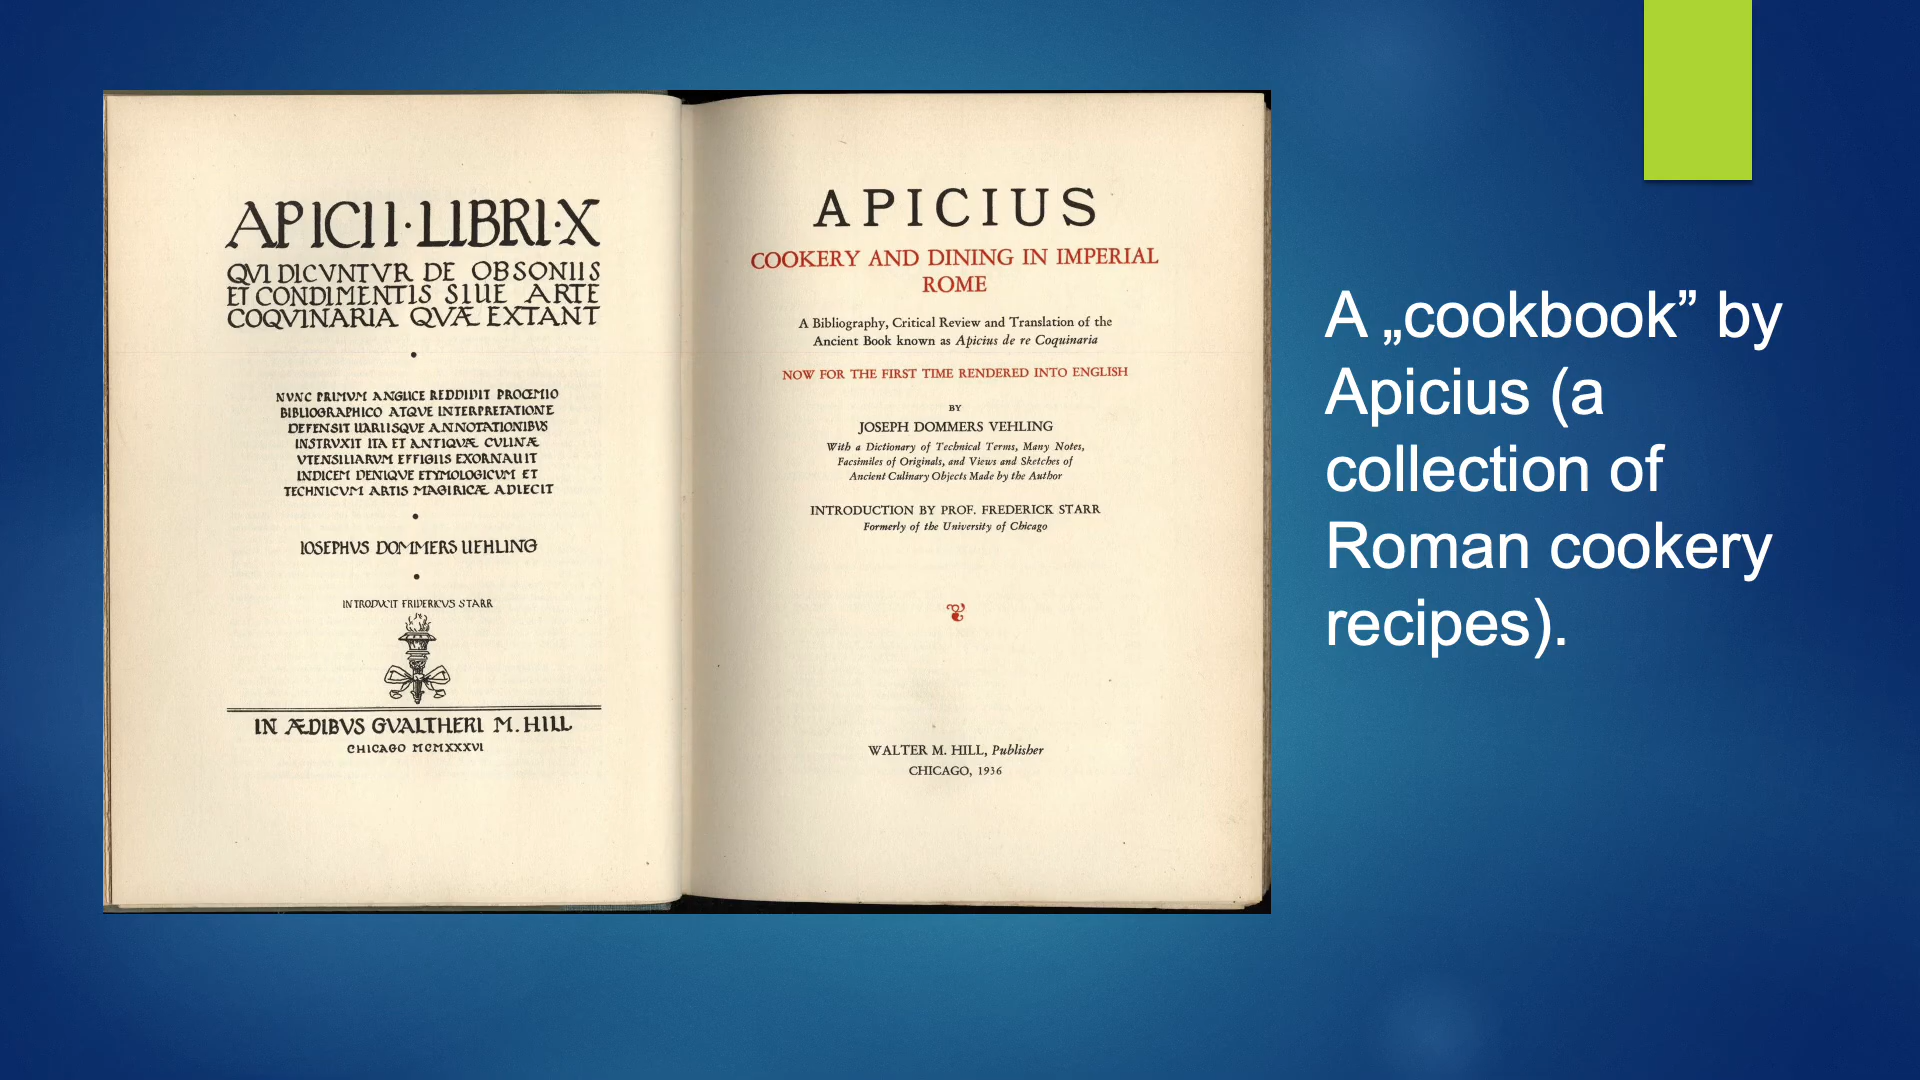 APICII·LIBRI·X
QVI DICVNTVR DE OBSONIIS
ET CONDIMENTIS SIUE ARTE
COQVINARIA QVÆ EXTANT
NVNC PRIMVM ANGLICE REDDIDIT PROŒMIO
BIBLIOGRAPHICO ATQVE INTERPRETATIONE
DEFENSIT UARIISQVE ANNOTATIONIBVS
INSTRVXIT ITA ET ANTIQVÆ CVLINÆ
VTENSILIARVM EFFIGIIS EXORNAUIT
INDICEM DENIQVE ETYMOLOGICVM ET
TECHNICVM ARTIS MAGIRICÆ ADIECIT
IOSEPHVS DOMMERS UEHLING
INTRODVCIT FRIDERICVS STARR
IN ÆDIBVS GVALTHERI M. HILL
CHICAGO MCMXXXVI
APICIUS
COOKERY AND DINING IN IMPERIAL
ROME
A Bibliography, Critical Review and Translation of the
Ancient Book known as Apicius de re Coquinaria
NOW FOR THE FIRST TIME RENDERED INTO ENGLISH
BY
JOSEPH DOMMERS VEHLING
With a Dictionary of Technical Terms, Many Notes,
Facsimiles of Originals, and Views and Sketches of
Ancient Culinary Objects Made by the Author
INTRODUCTION BY PROF. FREDERICK STARR
Formerly of the University of Chicago
WALTER M. HILL, Publisher
CHICAGO, 1936
A „cookbook” by
Apicius (a
collection of
Roman cookery
recipes).